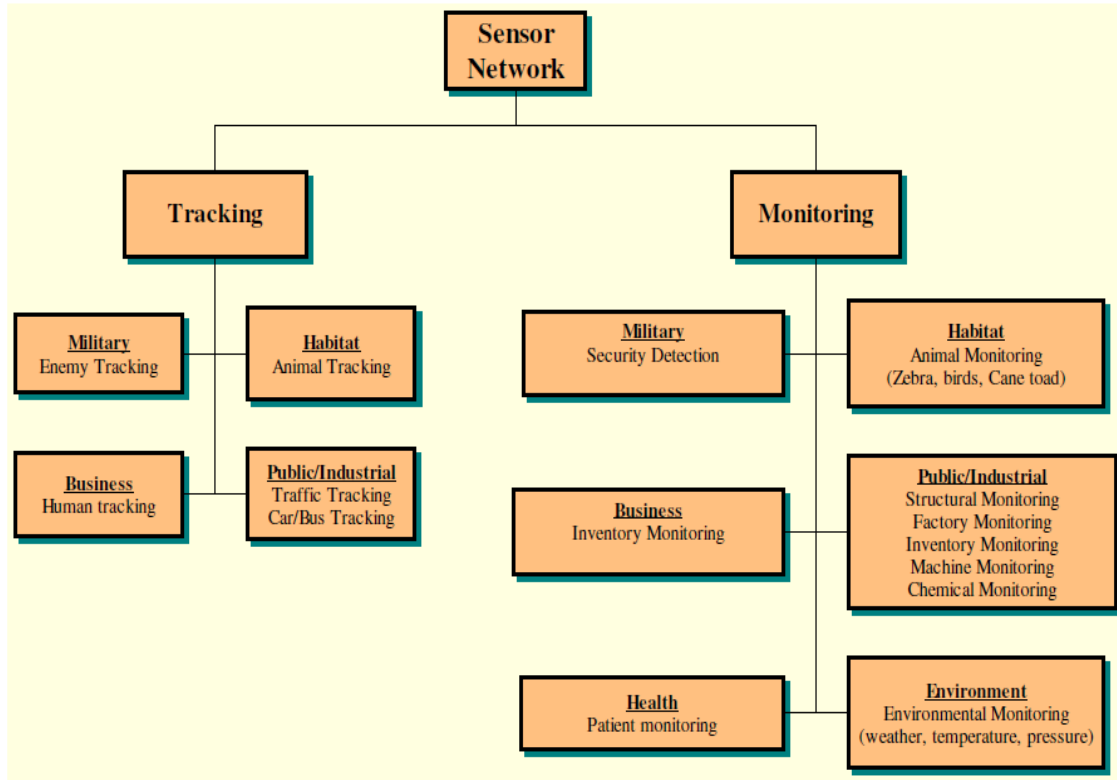 Sensor
Network
Tracking
Monitoring
Military
Enemy Tracking
Habitat
Animal Tracking
Business
Human tracking
Public/Industrial
Traffic Tracking
Car/Bus Tracking
Military
Security Detection
Habitat
Animal Monitoring
(Zebra, birds, Cane toad)
Business
Inventory Monitoring
Public/Industrial
Structural Monitoring
Factory Monitoring
Inventory Monitoring
Machine Monitoring
Chemical Monitoring
Health
Patient monitoring
Environment
Environmental Monitoring
(weather, temperature, pressure)